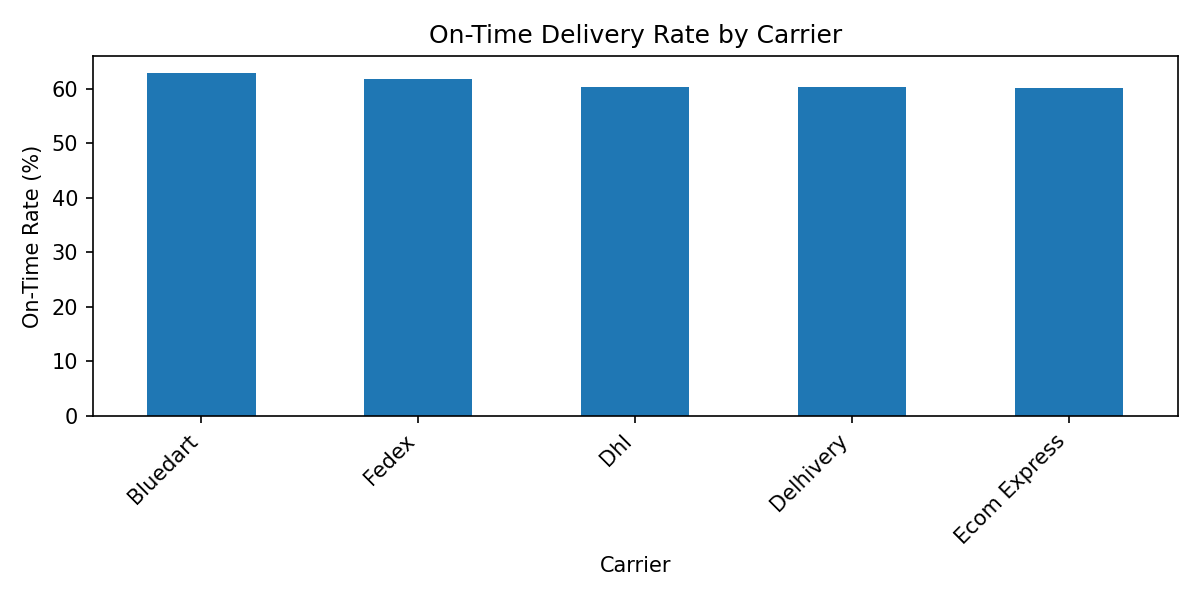 On-Time Delivery Rate by Carrier
On-Time Rate (%)
60
50
40
30
20
10
0
Bluedart
Fedex
Dhl
Delhivery
Ecom Express
Carrier